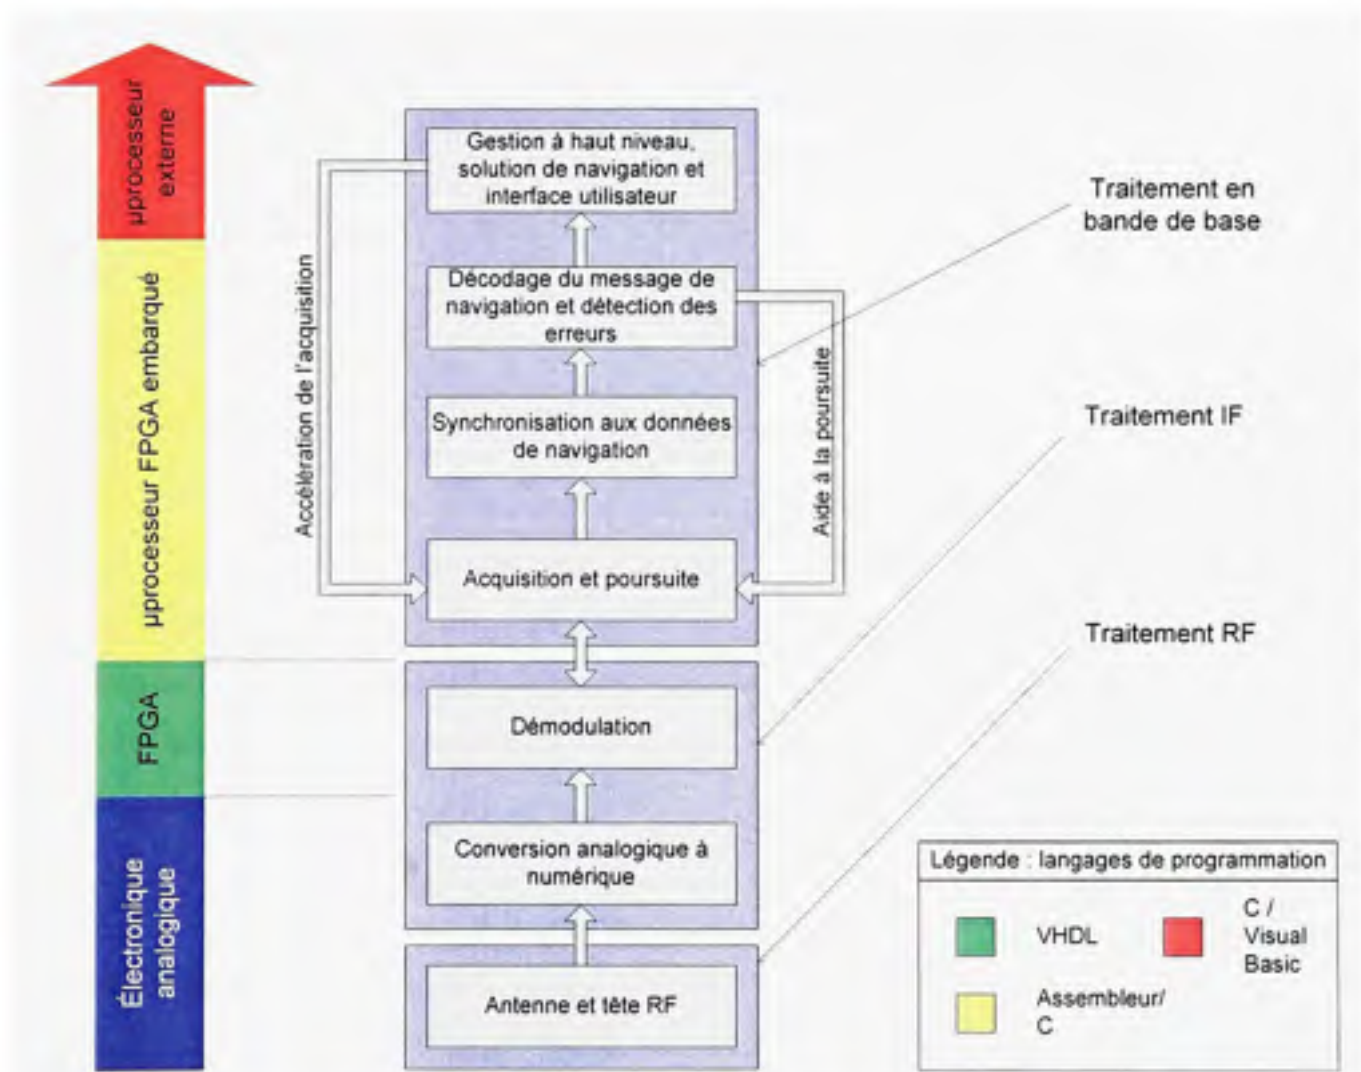 µprocesseur
externe
µprocesseur FPGA embarqué
FPGA
Électronique
analogique
Accélération de l'acquisition
Gestion à haut niveau,
solution de navigation et
interface utilisateur
Décodage du message de
navigation et détection des
erreurs
Synchronisation aux données
de navigation
Acquisition et poursuite
Démodulation
Conversion analogique à
numérique
Antenne et tête RF
Aide à la poursuite
Traitement en
bande de base
Traitement IF
Traitement RF
Légende : langages de programmation
VHDL
C /
Visual
Basic
Assembleur/
C